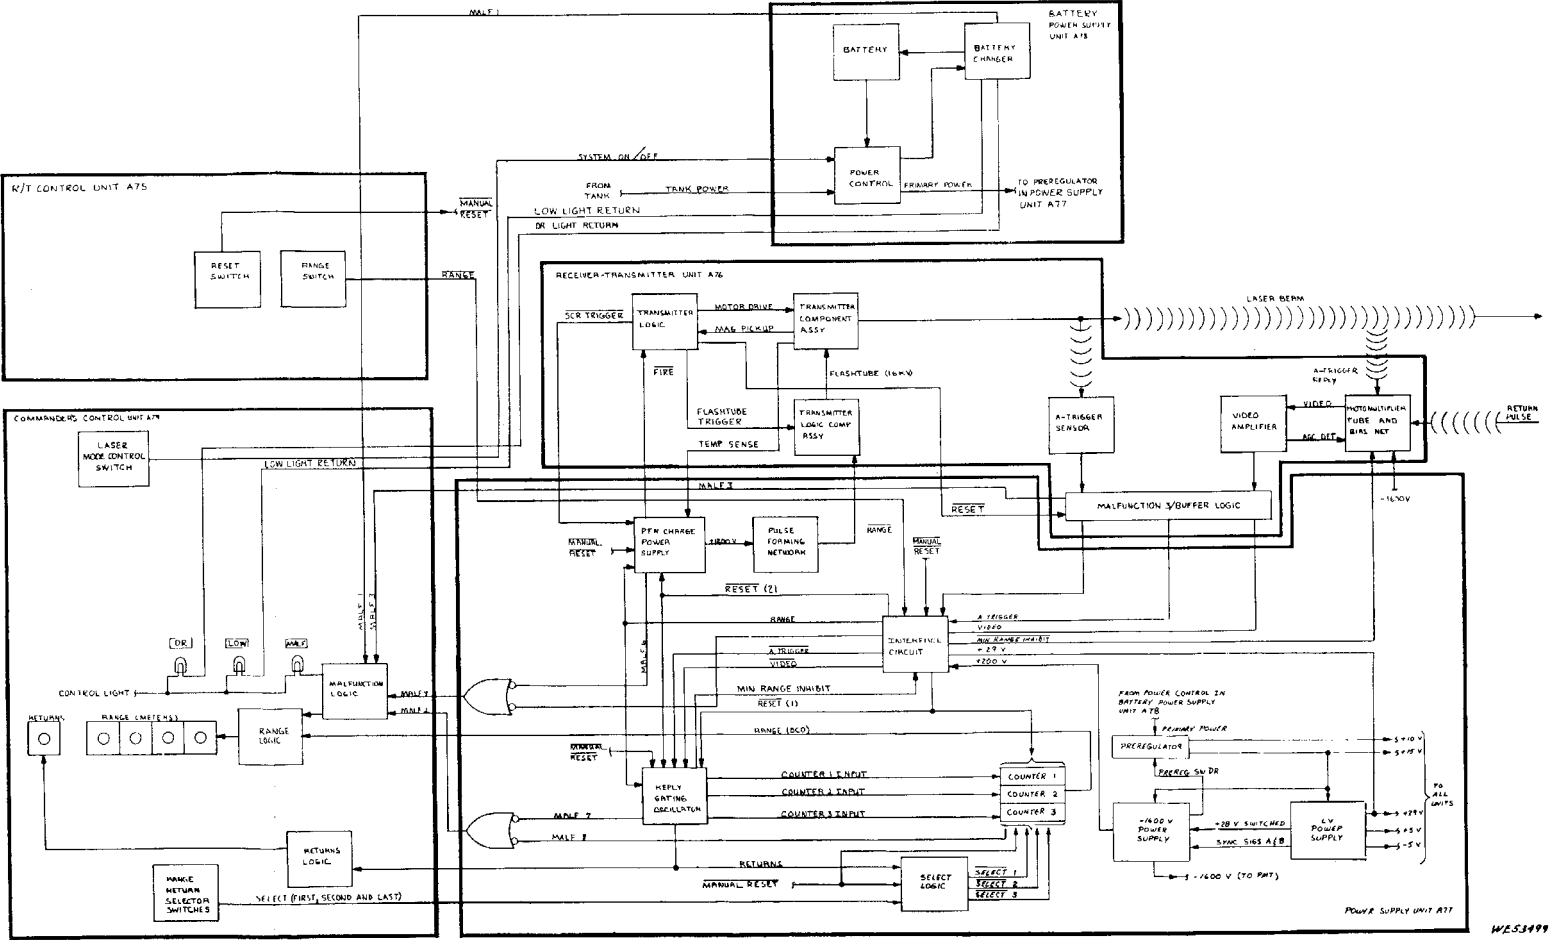 MALF 1
BATTERY
POWER SUPPLY
UNIT A78
BATTERY
BATTERY
CHARGER
SYSTEM ON/OFF
FROM
TANK
TANK POWER
POWER
CONTROL
PRIMARY POWER
TO PREREGULATOR
IN POWER SUPPLY
UNIT A77
LOW LIGHT RETURN
DR LIGHT RETURN
R/T CONTROL UNIT A75
MANUAL
RESET
RESET
SWITCH
RANGE
SWITCH
RANGE
RECEIVER-TRANSMITTER UNIT A76
SCR TRIGGER
TRANSMITTER
LOGIC
MOTOR DRIVE
MAG PICKUP
TRANSMITTER
COMPONENT
ASSY
LASER BEAM
FIRE
FLASHTUBE (16KV)
FLASHTUBE
TRIGGER
TRANSMITTER
LOGIC COMP
ASSY
TEMP SENSE
A-TRIGGER
SENSOR
A-TRIGGER
REPLY
VIDEO
AMPLIFIER
VIDEO
AGC DET
PHOTOMULTIPLIER
TUBE AND
BIAS NET
RETURN
PULSE
-1600V
COMMANDERS CONTROL UNIT A79
LASER
MODE CONTROL
SWITCH
LOW LIGHT RETURN
MALF 3
RESET
MALFUNCTION 3/BUFFER LOGIC
MANUAL
RESET
PFN CHARGE
POWER
SUPPLY
PULSE
FORMING
NETWORK
RANGE
MANUAL
RESET
RESET (2)
MALF 1
MALF 3
RANGE
MALF 6
INTERFACE
CIRCUIT
A TRIGGER
VIDEO
MIN RANGE INHIBIT
+29 V
+200 V
A TRIGGER
VIDEO
MIN RANGE INHIBIT
RESET (1)
DR
LOW
MALF
CONTROL LIGHT
MALFUNCTION
LOGIC
RETURNS
RANGE (METERS)
RANGE
LOGIC
RANGE (BCD)
FROM POWER CONTROL IN
BATTERY POWER SUPPLY
UNIT A78
PRIMARY POWER
PREREGULATOR
PREREG SW DR
+10 V
+15 V
TO
ALL
UNITS
MANUAL
RESET
REPLY
GATING
OSCILLATOR
COUNTER 1 INPUT
COUNTER 2 INPUT
COUNTER 3 INPUT
COUNTER 1
COUNTER 2
COUNTER 3
-1600 V
POWER
SUPPLY
+28 V SWITCHED
SYNC SIGS A&B
LV
POWER
SUPPLY
+29V
+5 V
-5 V
-1600 V (TO PMT)
MALF 7
MALF 8
RETURNS
LOGIC
RETURNS
MANUAL RESET
SELECT
LOGIC
SELECT 1
SELECT 2
SELECT 3
RANGE
RETURN
SELECTOR
SWITCHES
SELECT (FIRST, SECOND AND LAST)
POWER SUPPLY UNIT A77
WE53499